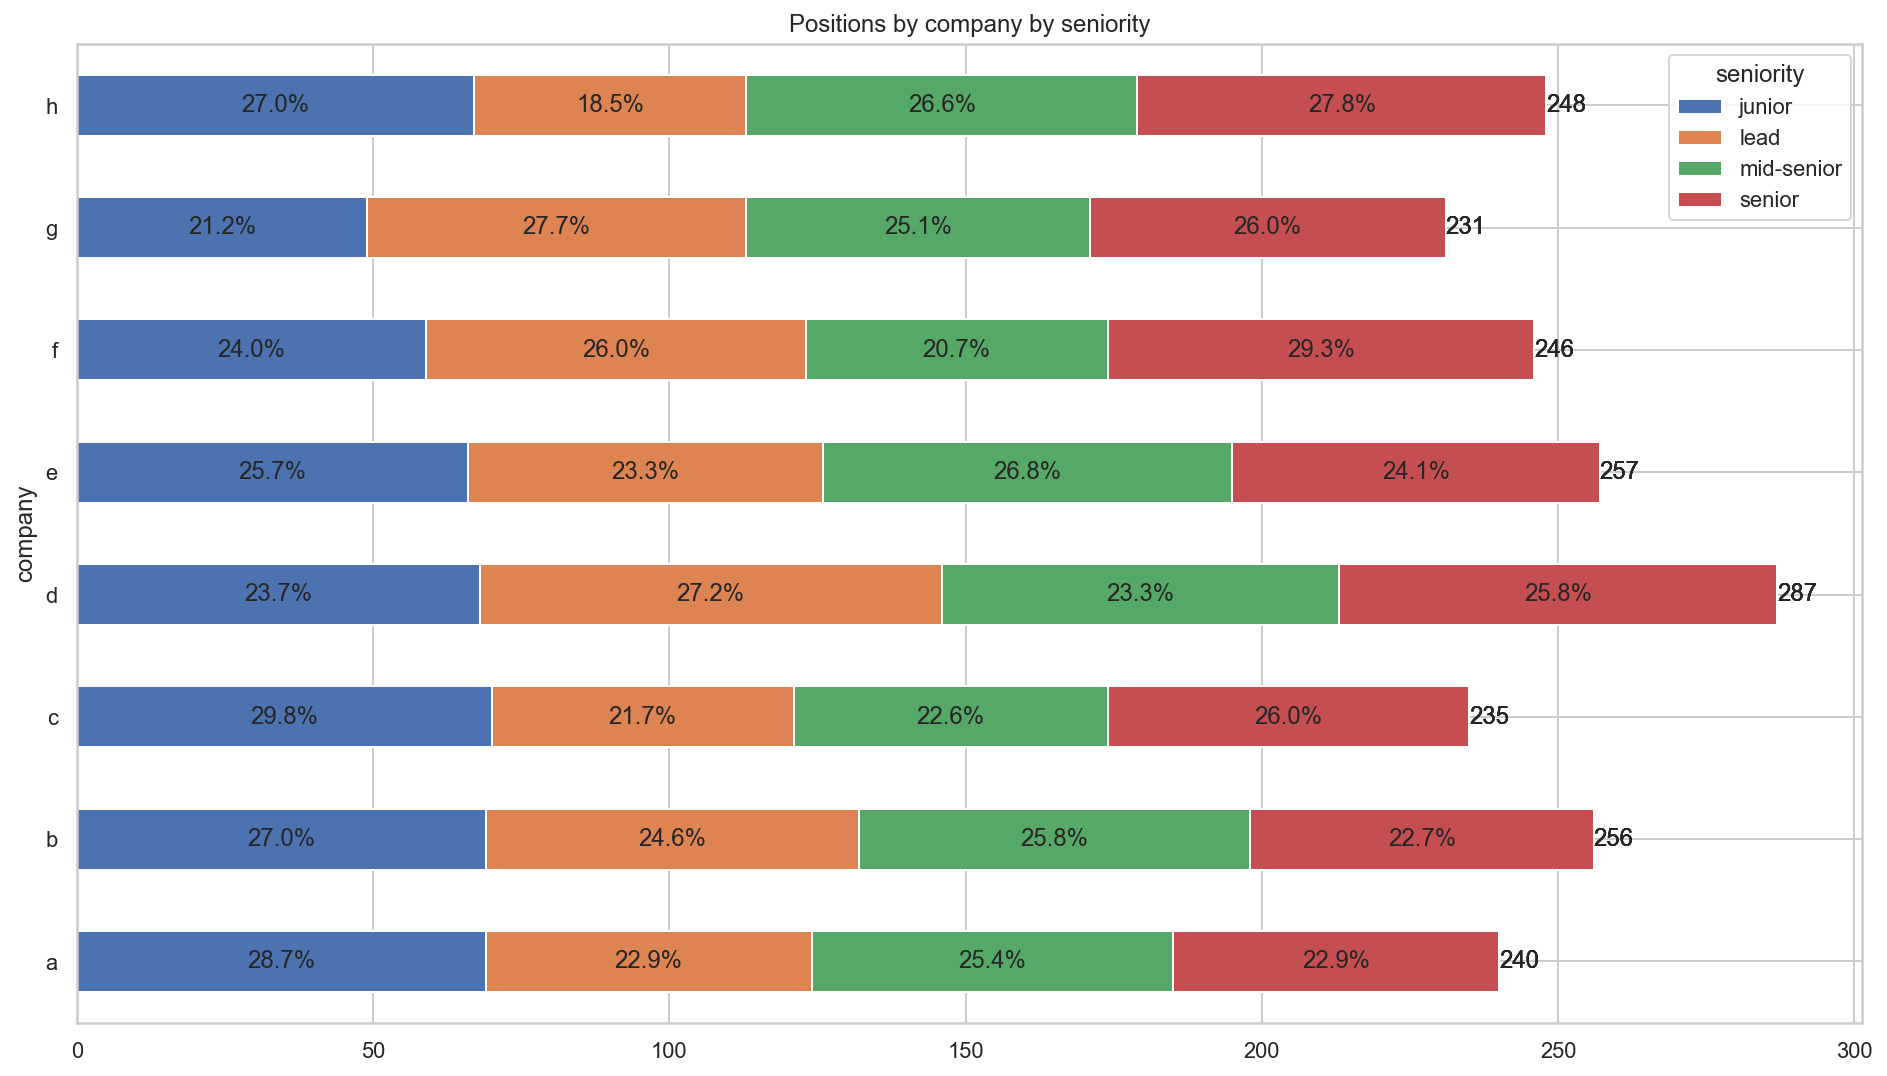 Positions by company by seniority
seniority
junior
lead
mid-senior
senior
company
h 27.0% 18.5% 26.6% 27.8% 248
g 21.2% 27.7% 25.1% 26.0% 231
f 24.0% 26.0% 20.7% 29.3% 246
e 25.7% 23.3% 26.8% 24.1% 257
d 23.7% 27.2% 23.3% 25.8% 287
c 29.8% 21.7% 22.6% 26.0% 235
b 27.0% 24.6% 25.8% 22.7% 256
a 28.7% 22.9% 25.4% 22.9% 240
0 50 100 150 200 250 300